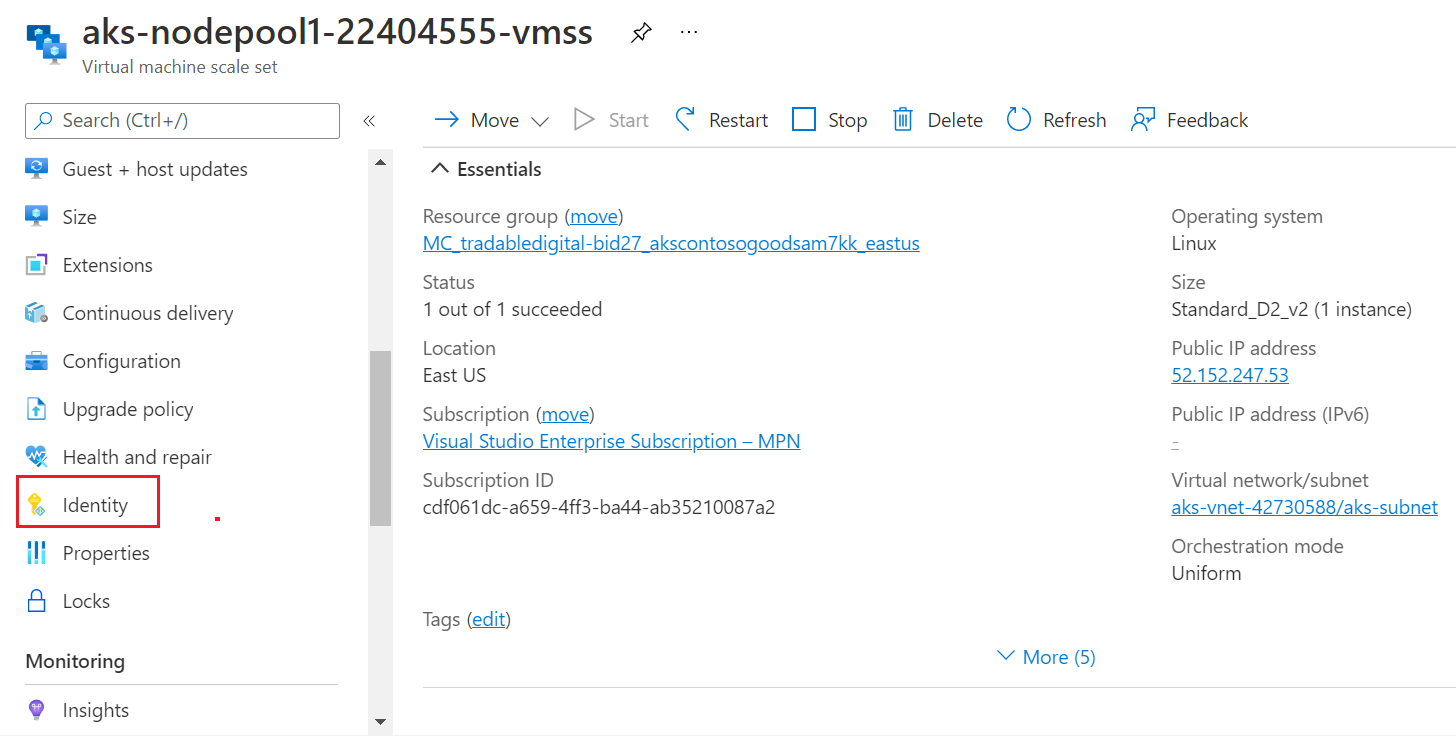 aks-nodepool1-22404555-vmss
Virtual machine scale set
Search (Ctrl+/)
«
Move
Start
Restart
Stop
Delete
Refresh
Feedback
Guest + host updates
Size
Extensions
Continuous delivery
Configuration
Upgrade policy
Health and repair
Identity
Properties
Locks
Monitoring
Insights
Essentials
Resource group (move)
MC_tradabledigital-bid27_akscontosogoodsam7kk_eastus
Status
1 out of 1 succeeded
Location
East US
Subscription (move)
Visual Studio Enterprise Subscription – MPN
Subscription ID
cdf061dc-a659-4ff3-ba44-ab35210087a2
Operating system
Linux
Size
Standard_D2_v2 (1 instance)
Public IP address
52.152.247.53
Public IP address (IPv6)
-
Virtual network/subnet
aks-vnet-42730588/aks-subnet
Orchestration mode
Uniform
Tags (edit)
More (5)